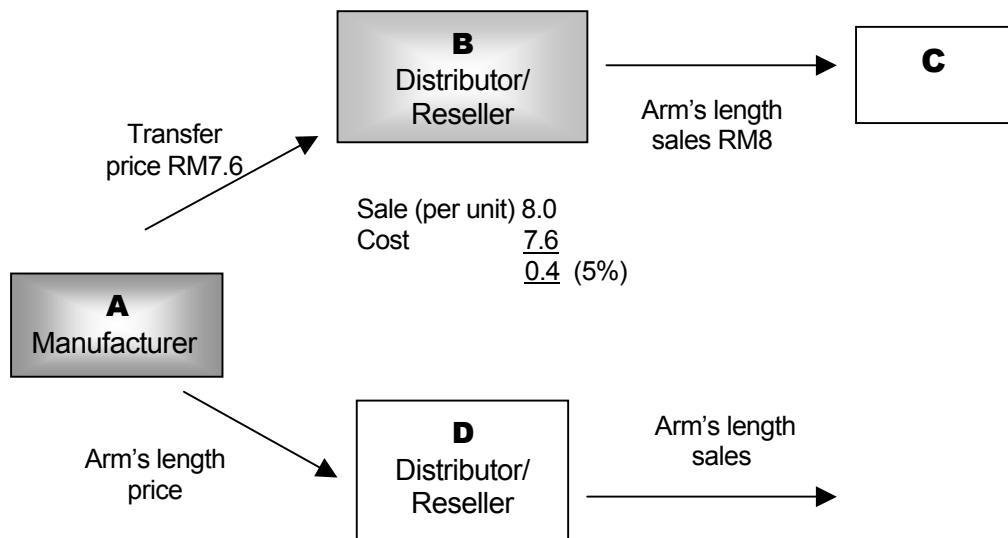 B
Distributor/
Reseller
C
Arm's length
sales RM8
Transfer
price RM7.6
Sale (per unit) 8.0
Cost 7.6
0.4 (5%)
A
Manufacturer
D
Distributor/
Reseller
Arm's length
sales
Arm's length
price